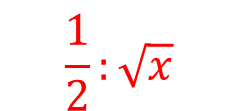 1/2 : √x